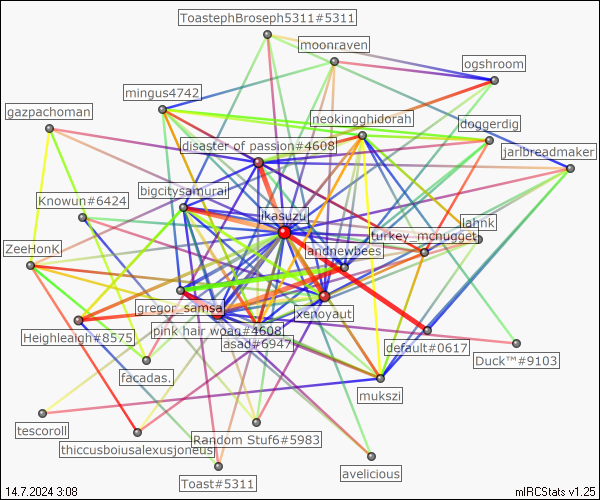 ToastephBroseph5311#5311
moonraven
ogshroom
mingus4742
gazpachoman
neokingghidorah
doggerdig
disaster of passion#4608
jarlbreadmaker
bigcitysamurai
Knowun#6424
ikasuzu
lahnk
turkey_mcnugget
ZeeHonK
andnewbees
gregor_samsa
xenoyaut
pink hair woag#4608
Heighleaigh#8575
asad#6947
default#0617
Duck™#9103
facadas.
mukszi
tescoroll
Random Stuf6#5983
thiccusboiusalexusjoneus
avelicious
Toast#5311
14.7.2024 3:08
mIRCStats v1.25